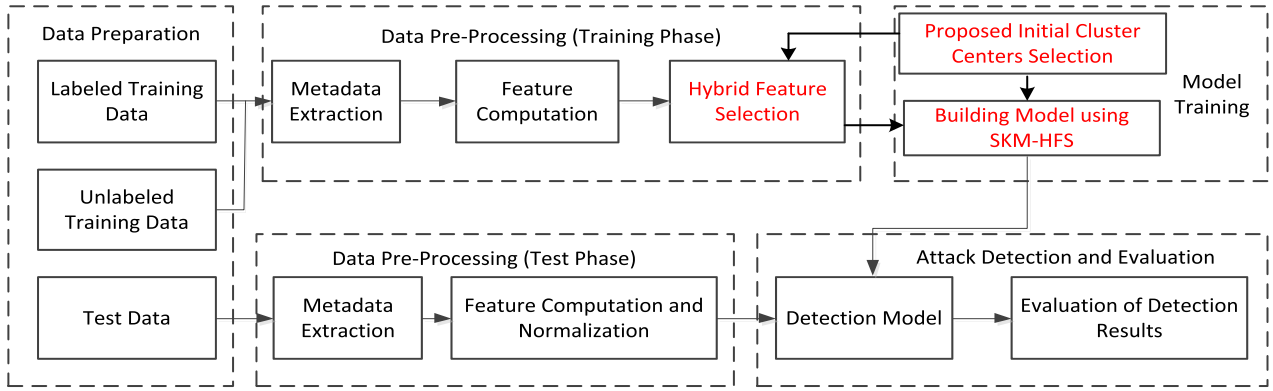 Data Preparation
Labeled Training
Data
Unlabeled
Training Data
Test Data
Data Pre-Processing (Training Phase)
Metadata
Extraction
Feature
Computation
Hybrid Feature
Selection
Proposed Initial Cluster
Centers Selection
Building Model using
SKM-HFS
Model
Training
Data Pre-Processing (Test Phase)
Metadata
Extraction
Feature Computation and
Normalization
Attack Detection and Evaluation
Detection Model
Evaluation of Detection
Results